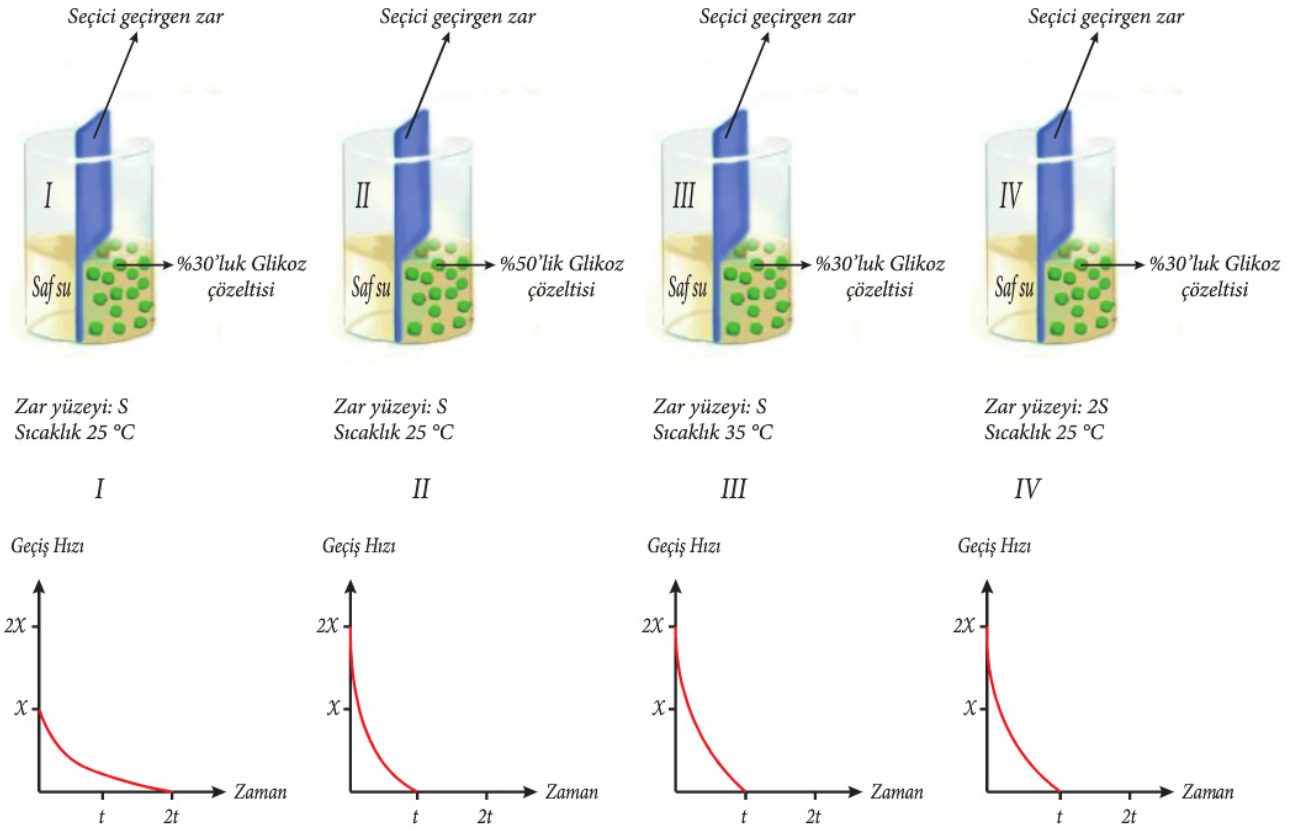 Seçici geçirgen zar
Seçici geçirgen zar
Seçici geçirgen zar
Seçici geçirgen zar
I
II
III
IV
Saf su
%30'luk Glikoz
çözeltisi
Saf su
%50'lik Glikoz
çözeltisi
Saf su
%30'luk Glikoz
çözeltisi
Saf su
%30'luk Glikoz
çözeltisi
Zar yüzeyi: S
Sıcaklık 25 °C
Zar yüzeyi: S
Sıcaklık 25 °C
Zar yüzeyi: S
Sıcaklık 35 °C
Zar yüzeyi: 2S
Sıcaklık 25 °C
I
II
III
IV
Geçiş Hızı
2X
X
t
2t
Zaman
Geçiş Hızı
2X
X
t
2t
Zaman
Geçiş Hızı
2X
X
t
2t
Zaman
Geçiş Hızı
2X
X
t
2t
Zaman